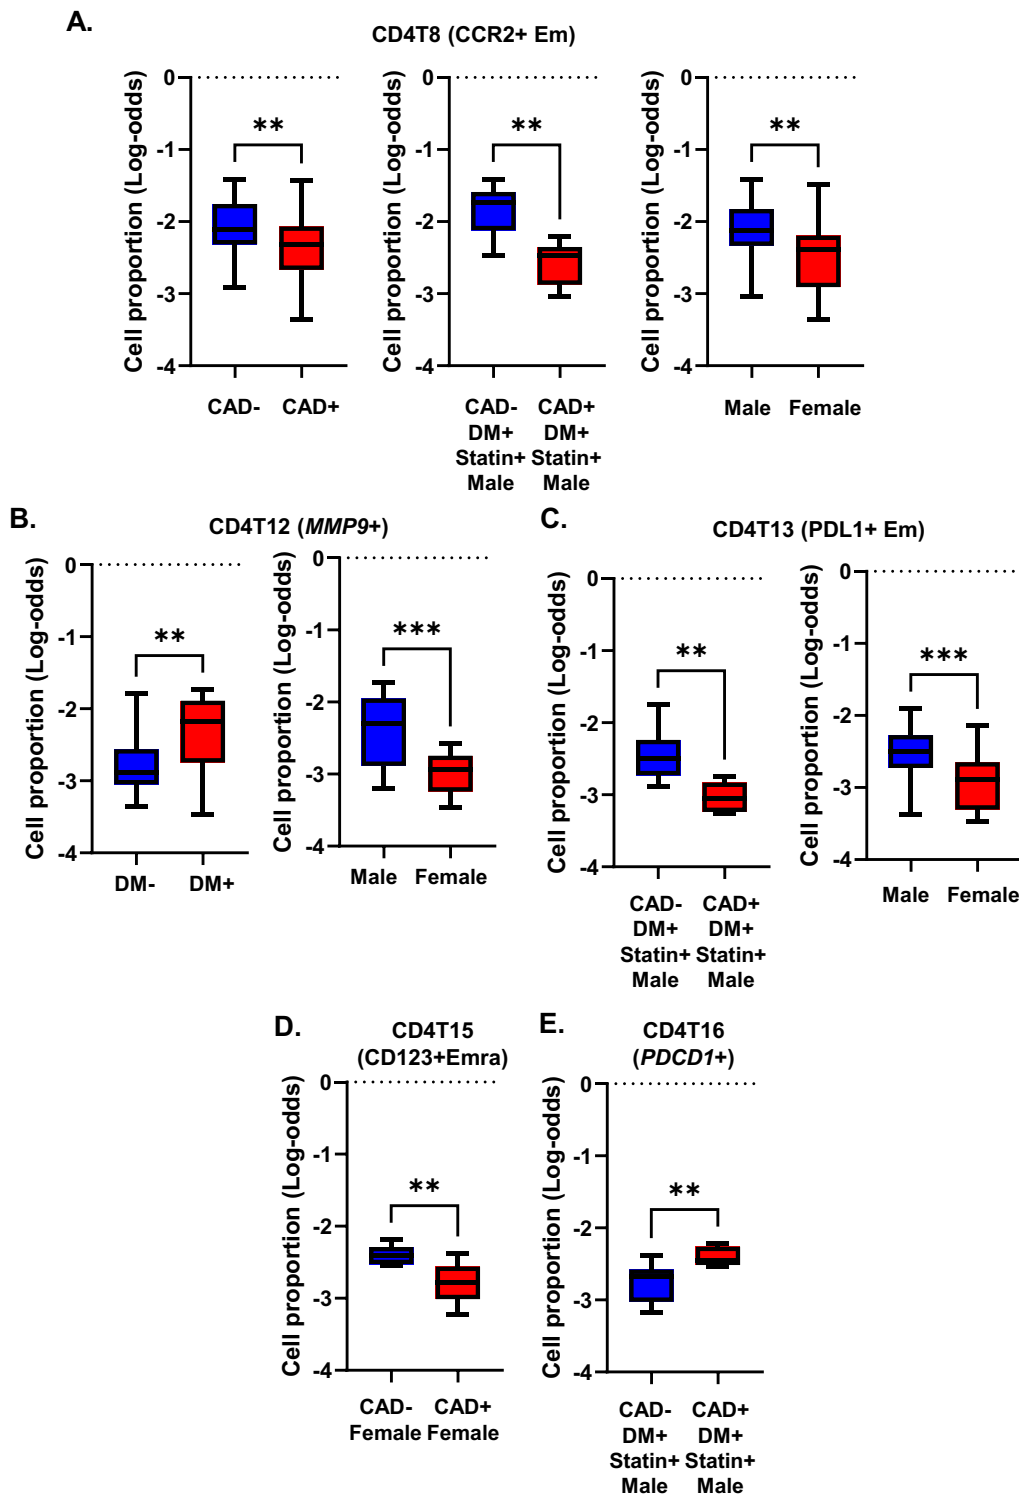 A.
CD4T8 (CCR2+ Em)
Cell proportion (Log-odds)
0
-1
-2
-3
-4
**
CAD- CAD+
Cell proportion (Log-odds)
0
-1
-2
-3
-4
**
CAD- CAD+
DM+ DM+
Statin+ Statin+
Male Male
Cell proportion (Log-odds)
0
-1
-2
-3
-4
**
Male Female
B.
CD4T12 (MMP9+)
Cell proportion (Log-odds)
0
-1
-2
-3
-4
**
DM- DM+
Cell proportion (Log-odds)
0
-1
-2
-3
-4
***
Male Female
C.
CD4T13 (PDL1+ Em)
Cell proportion (Log-odds)
0
-1
-2
-3
-4
**
CAD- CAD+
DM+ DM+
Statin+ Statin+
Male Male
Cell proportion (Log-odds)
0
-1
-2
-3
-4
***
Male Female
D.
CD4T15
(CD123+Emra)
Cell proportion (Log-odds)
0
-1
-2
-3
-4
**
CAD- CAD+
Female Female
E.
CD4T16
(PDCD1+)
Cell proportion (Log-odds)
0
-1
-2
-3
-4
**
CAD- CAD+
DM+ DM+
Statin+ Statin+
Male Male